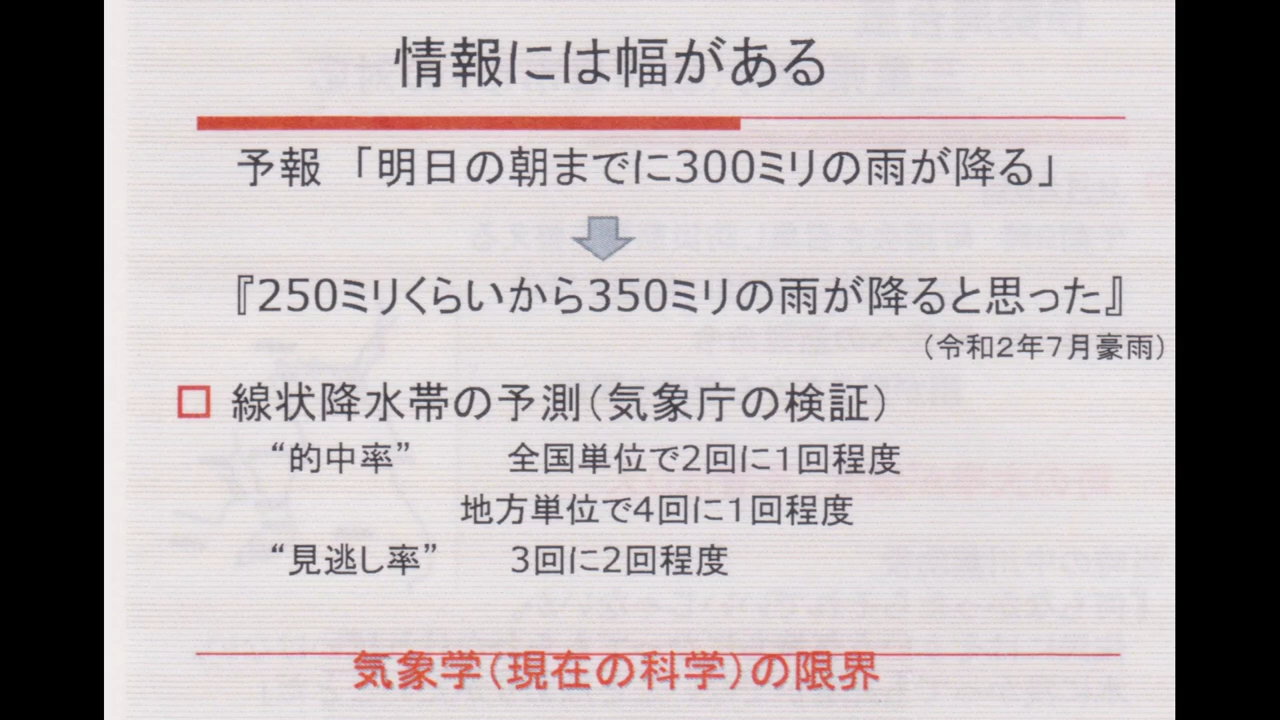 情報には幅がある
予報 「明日の朝までに300ミリの雨が降る」
『250ミリくらいから350ミリの雨が降ると思った』
（令和２年７月豪雨）
線状降水帯の予測（気象庁の検証）
“的中率” 全国単位で２回に１回程度
地方単位で４回に１回程度
“見逃し率” ３回に２回程度
気象学（現在の科学）の限界